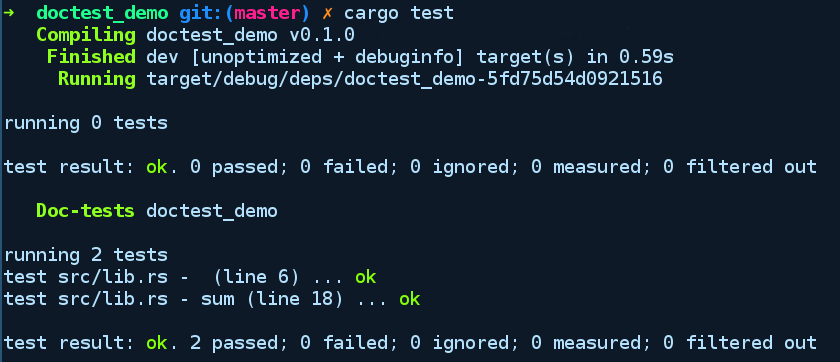 ➜  doctest_demo git:(master) ✗ cargo test
   Compiling doctest_demo v0.1.0
    Finished dev [unoptimized + debuginfo] target(s) in 0.59s
     Running target/debug/deps/doctest_demo-5fd75d54d0921516
running 0 tests
test result: ok. 0 passed; 0 failed; 0 ignored; 0 measured; 0 filtered out
   Doc-tests doctest_demo
running 2 tests
test src/lib.rs -  (line 6) ... ok
test src/lib.rs - sum (line 18) ... ok
test result: ok. 2 passed; 0 failed; 0 ignored; 0 measured; 0 filtered out